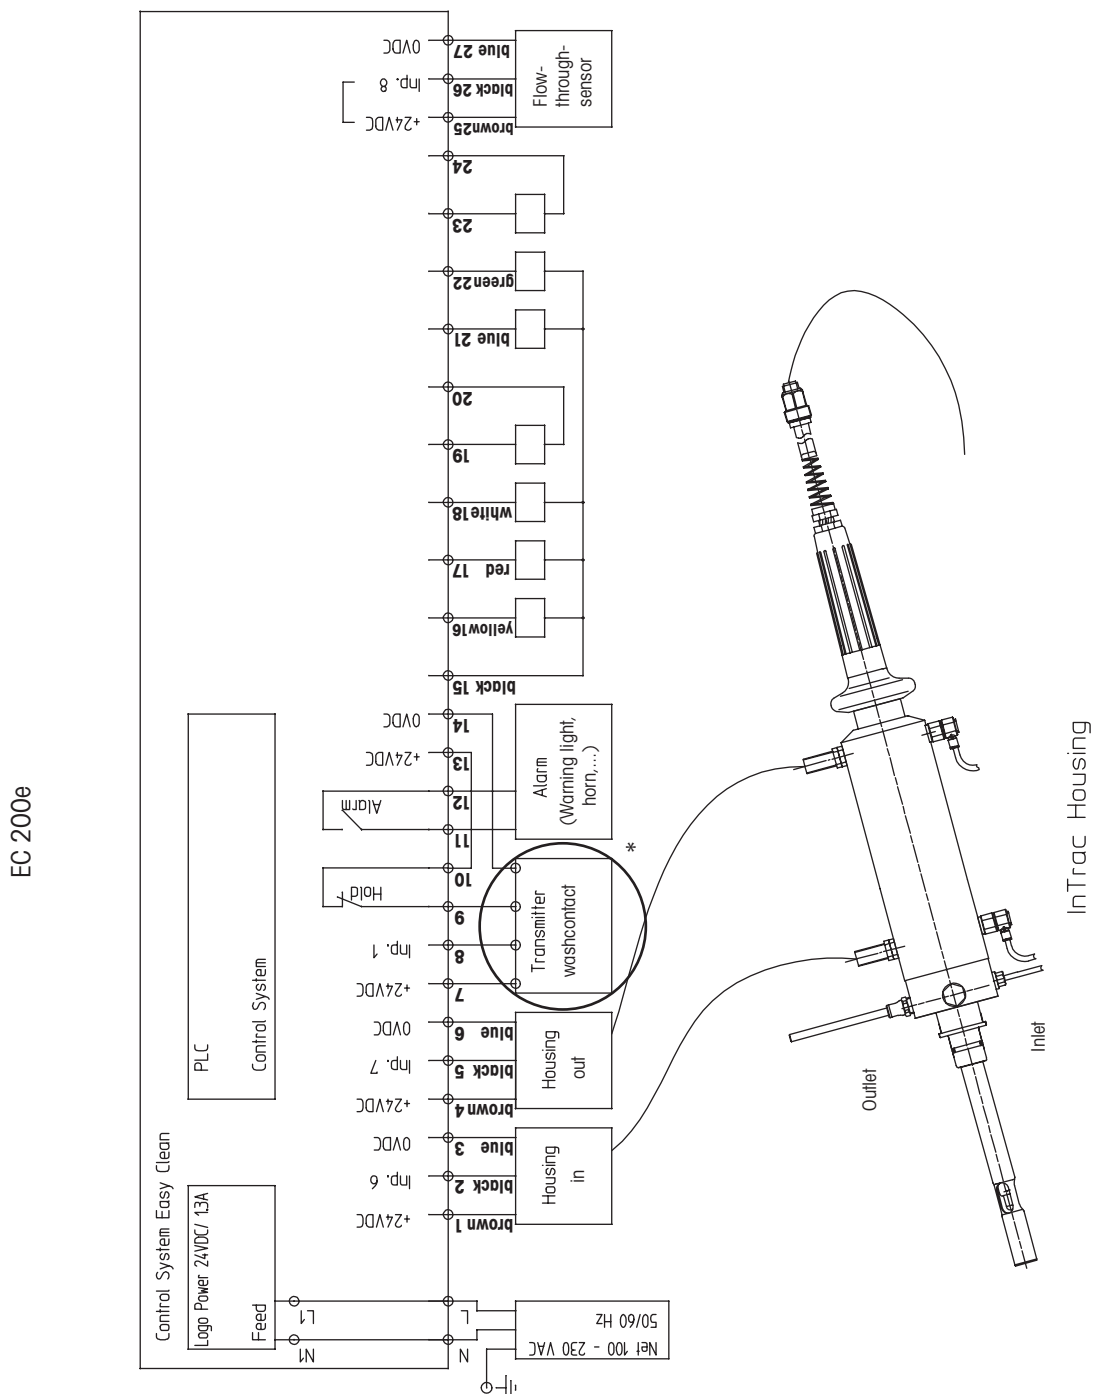 EC 200e
Control System Easy Clean
Logo Power 24VDC/ 1.3A
Feed
L1
N1
L
N
Net 100 - 230 VAC
50/60 Hz
PLC
Control System
0VDC
blue 27
Inp. 8
black 26
+24VDC
brown25
Flow-
through-
sensor
24
23
green22
blue 21
20
19
white18
red 17
yellow16
black 15
0VDC
14
+24VDC
13
12
Alarm
11
Alarm
(Warning light,
horn,...)
10
Hold
9
Inp. 1
8
+24VDC
7
Transmitter
washcontact
*
0VDC
blue 6
Inp. 7
black 5
+24VDC
brown4
Housing
out
0VDC
blue 3
Inp. 6
black 2
+24VDC
brown 1
Housing
in
Outlet
Inlet
InTrac Housing